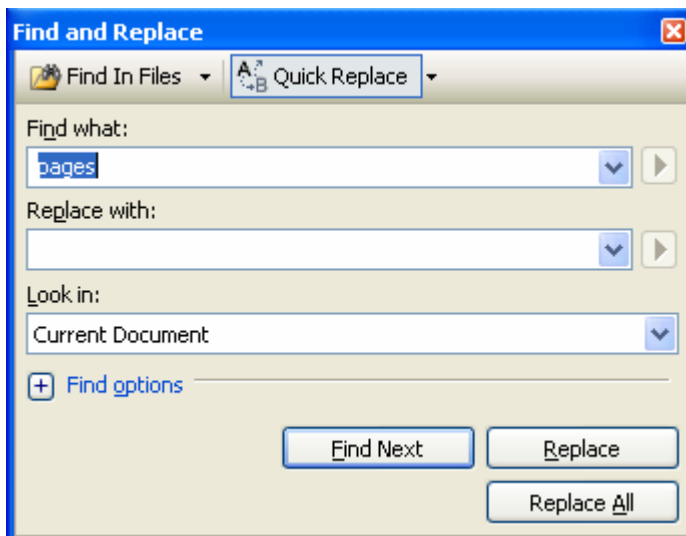 Find and Replace
Find In Files Quick Replace
Find what:
pages
Replace with:
Look in:
Current Document
Find options
Find Next Replace
Replace All